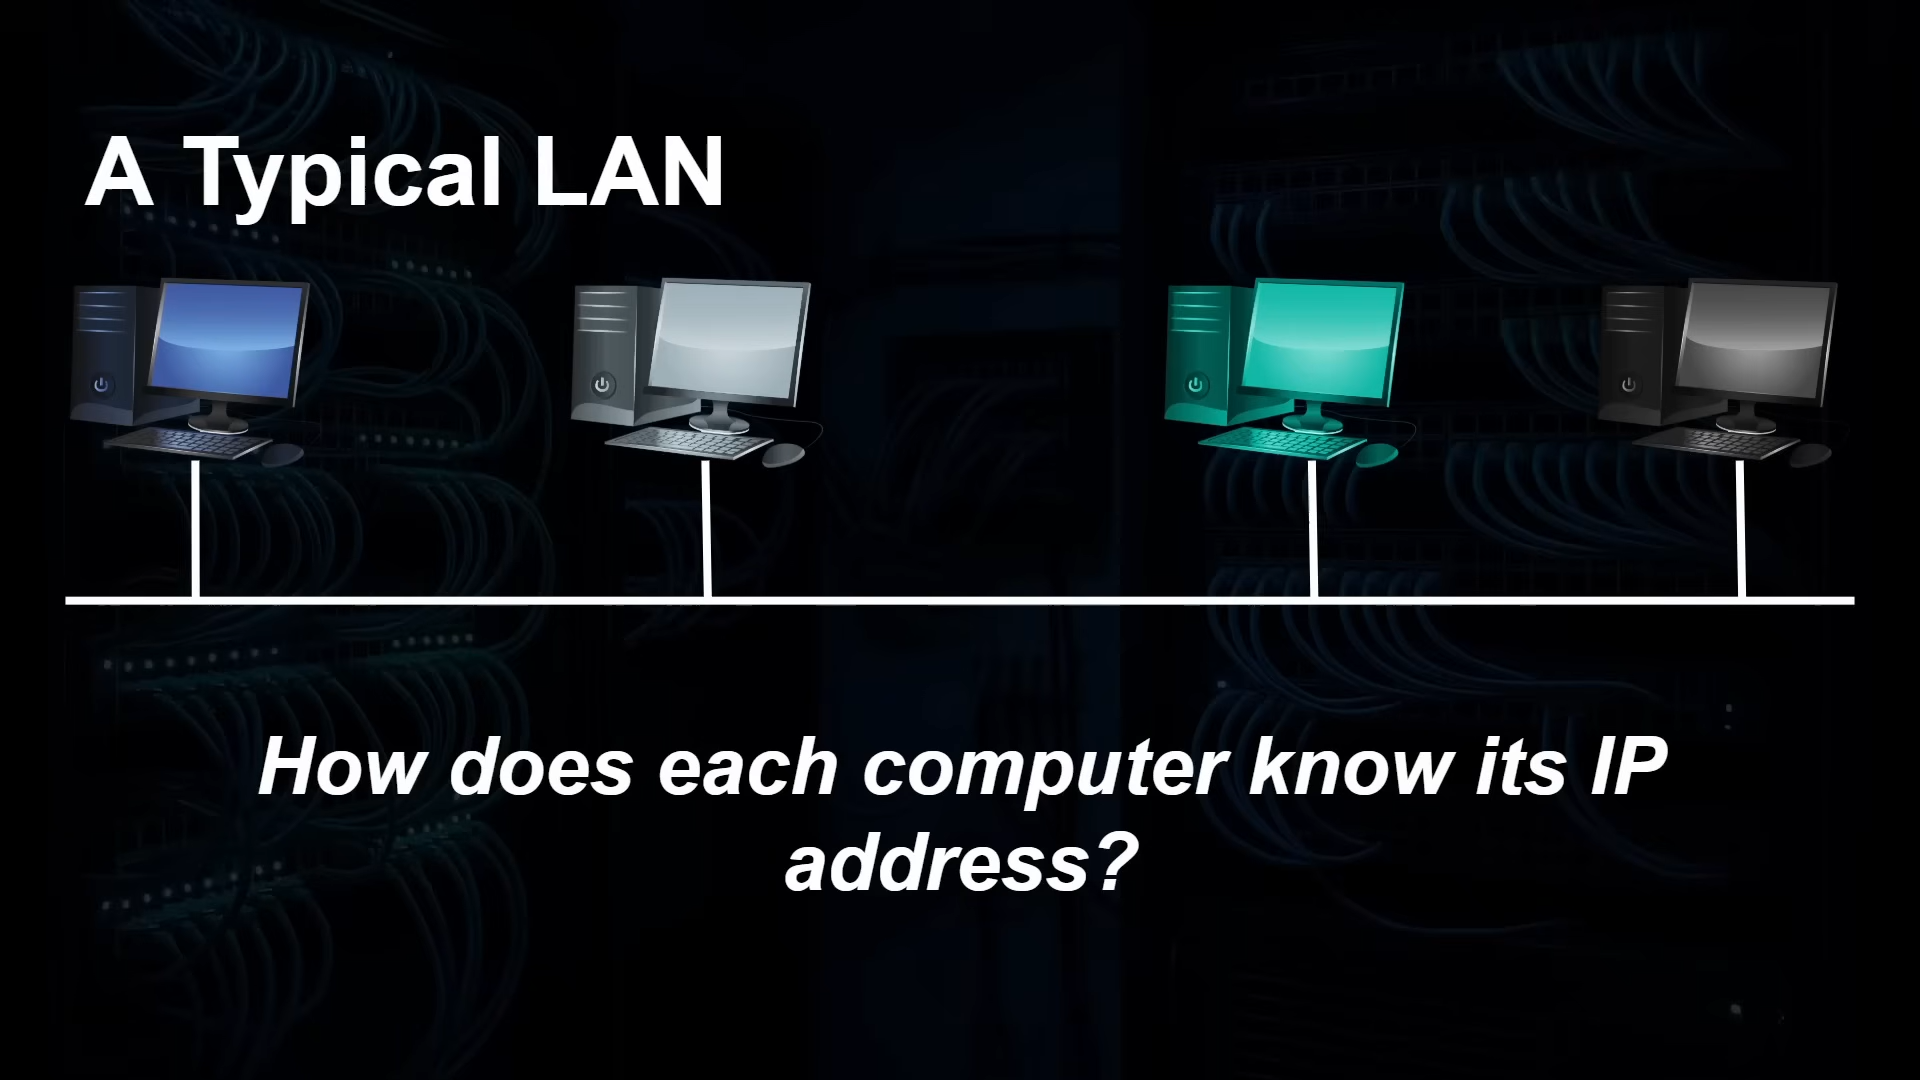 A Typical LAN
How does each computer know its IP
address?